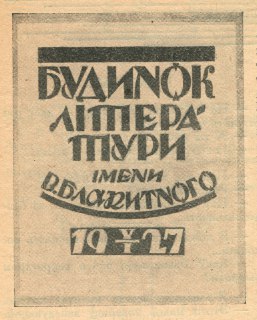 БУДИНОК
ЛІТЕРА-
ТУРИ
ІМЕНИ
В.БЛАКИТНОГО
19 V/I 27